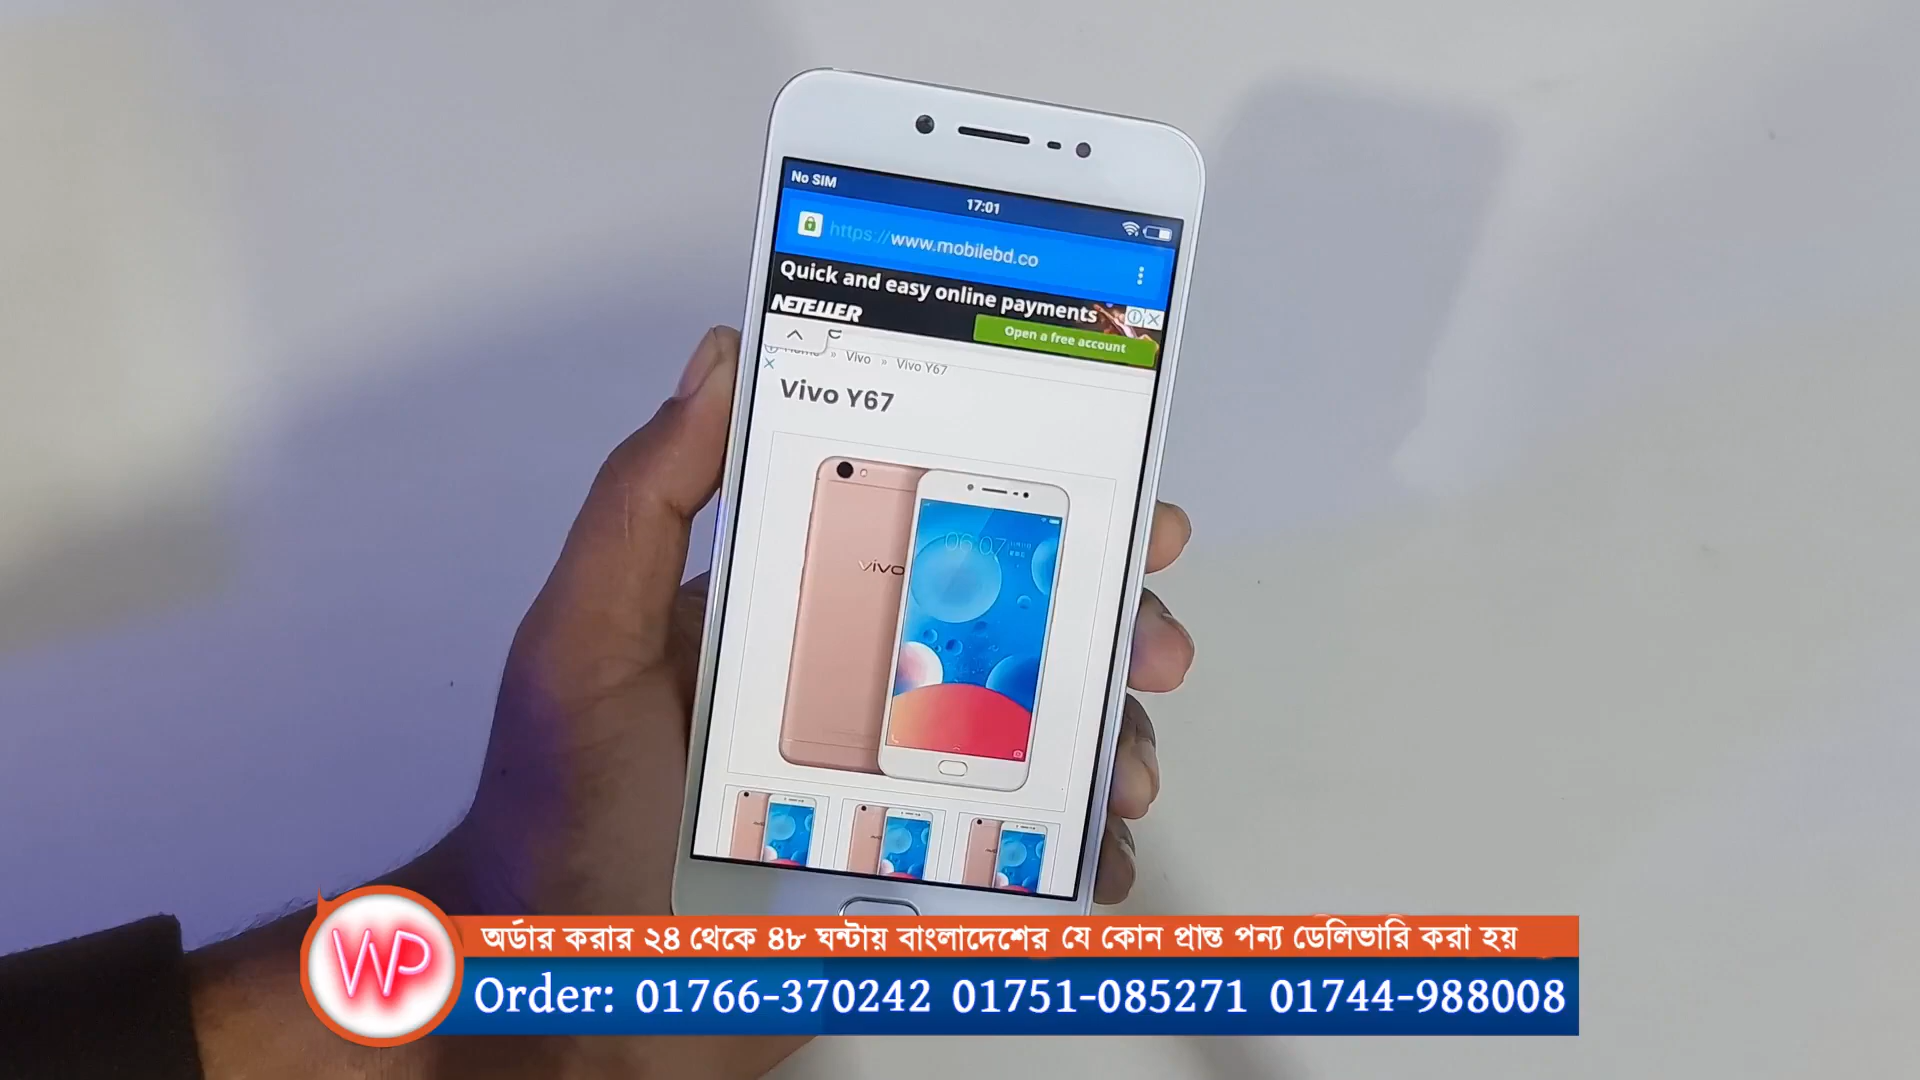 No SIM
17:01
https://www.mobilebd.co
Quick and easy online payments
NETELLER
Open a free account
Home » Vivo » Vivo Y67
Vivo Y67
vivo
06:07
WP
অর্ডার করার ২৪ থেকে ৪৮ ঘন্টায় বাংলাদেশের যে কোন প্রান্ত পন্য ডেলিভারি করা হয়
Order: 01766-370242 01751-085271 01744-988008